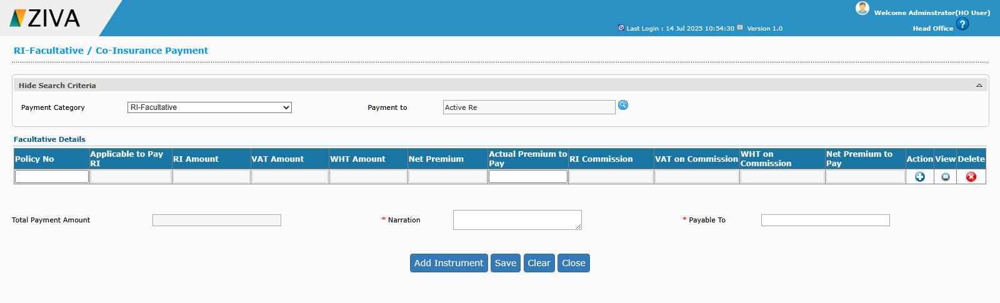 ZIVA
Welcome Adminstrator(HO User)
Last Login : 14 Jul 2025 10:54:30 Version 1.0
Head Office ?
RI-Facultative / Co-Insurance Payment
Hide Search Criteria
Payment Category RI-Facultative Payment to Active Re
Facultative Details
Policy No Applicable to Pay RI RI Amount VAT Amount WHT Amount Net Premium Actual Premium to Pay RI Commission VAT on Commission WHT on Commission Net Premium to Pay Action View Delete
Total Payment Amount * Narration * Payable To
Add Instrument Save Clear Close